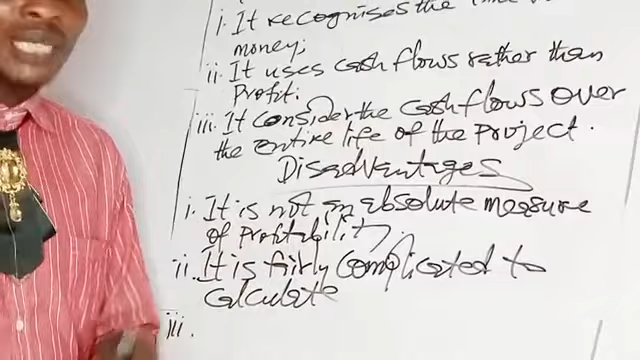 i. It recognises the time
money;
ii. It uses cash flows rather than
Profit.
iii. It consider the cash flows over
the entire life of the project.
Disadvantages
i. It is not an absolute measure
of profitability.
ii. It is fairly complicated to
calculate
iii.